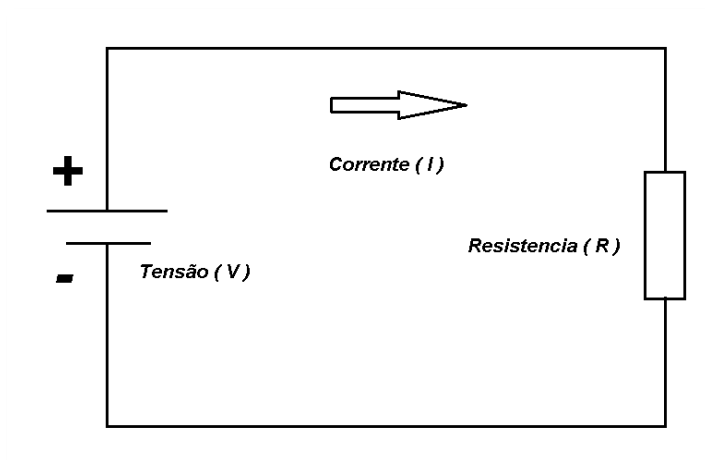 Corrente ( I )
+
Resistencia ( R )
-
Tensão ( V )